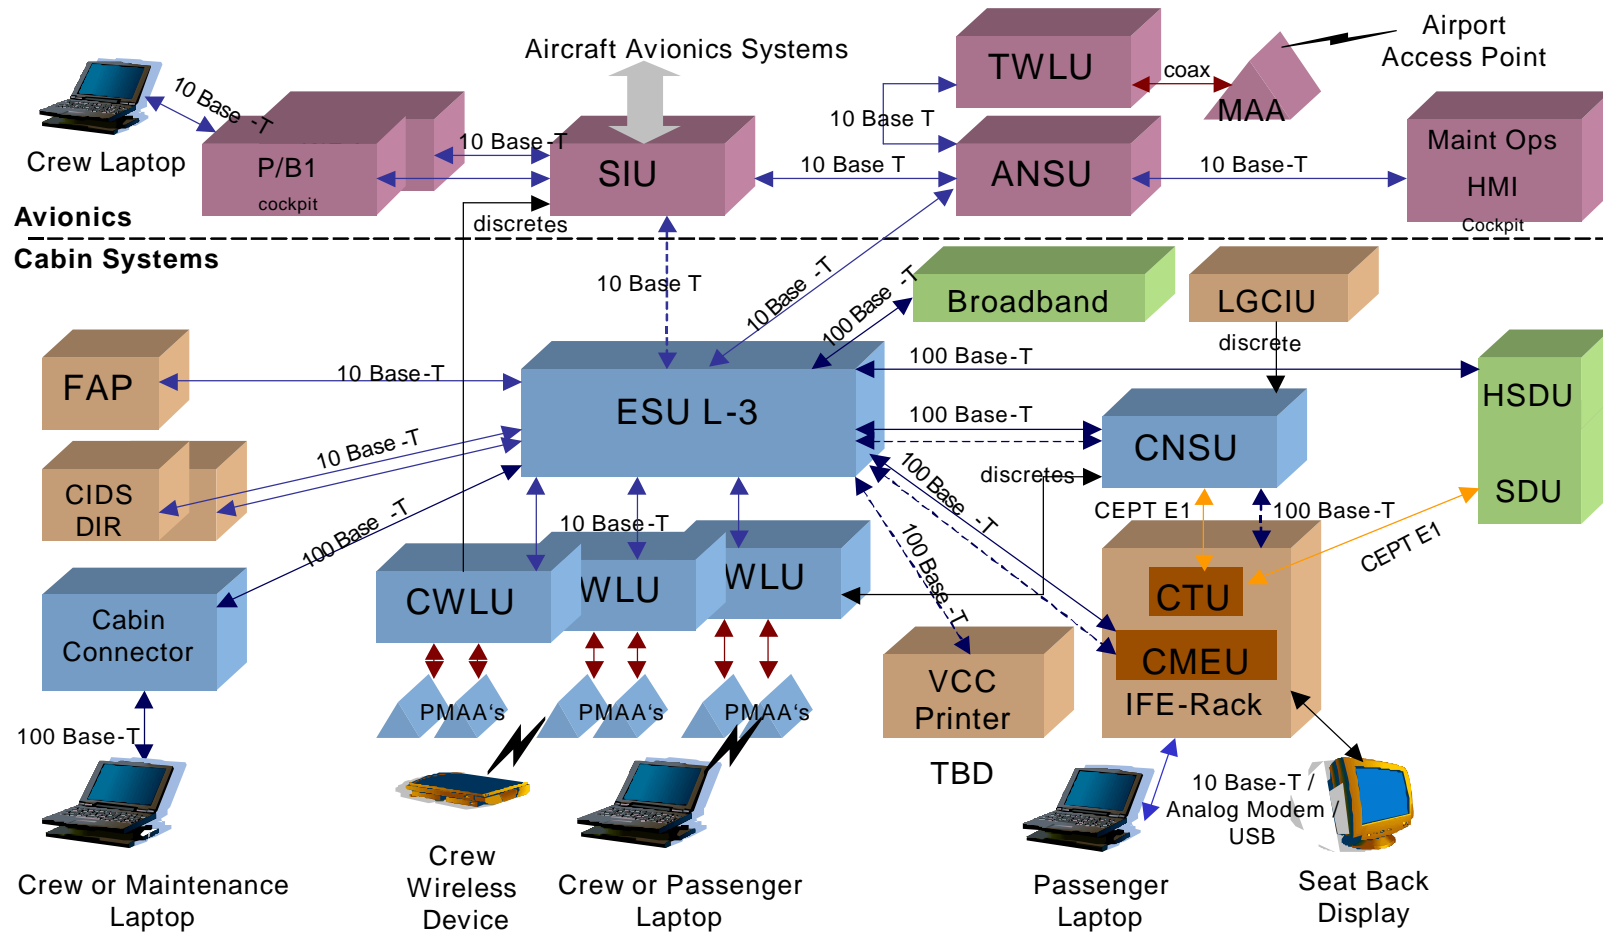 Airport
Access Point
Aircraft Avionics Systems
TWLU
coax
MAA
10 Base -T
10 Base T
Crew Laptop
P/B1
cockpit
10 Base-T
SIU
10 Base T
ANSU
10 Base-T
Maint Ops
HMI
Cockpit
Avionics
discretes
Cabin Systems
10 Base T
10 Base -T
100 Base -T
Broadband
LGCIU
discrete
100 Base-T
FAP
10 Base-T
ESU L-3
100 Base-T
CNSU
HSDU
SDU
CIDS
DIR
10 Base -T
100 Base -T
discretes
100 Base -T
CEPT E1
100 Base-T
CEPT E1
10 Base-T
100 Base -T
CWLU
WLU
WLU
CTU
CMEU
IFE-Rack
Cabin
Connector
VCC
Printer
TBD
PMAA‘s
PMAA‘s
PMAA‘s
100 Base-T
10 Base-T /
Analog Modem /
USB
Crew or Maintenance
Laptop
Crew
Wireless
Device
Crew or Passenger
Laptop
Passenger
Laptop
Seat Back
Display